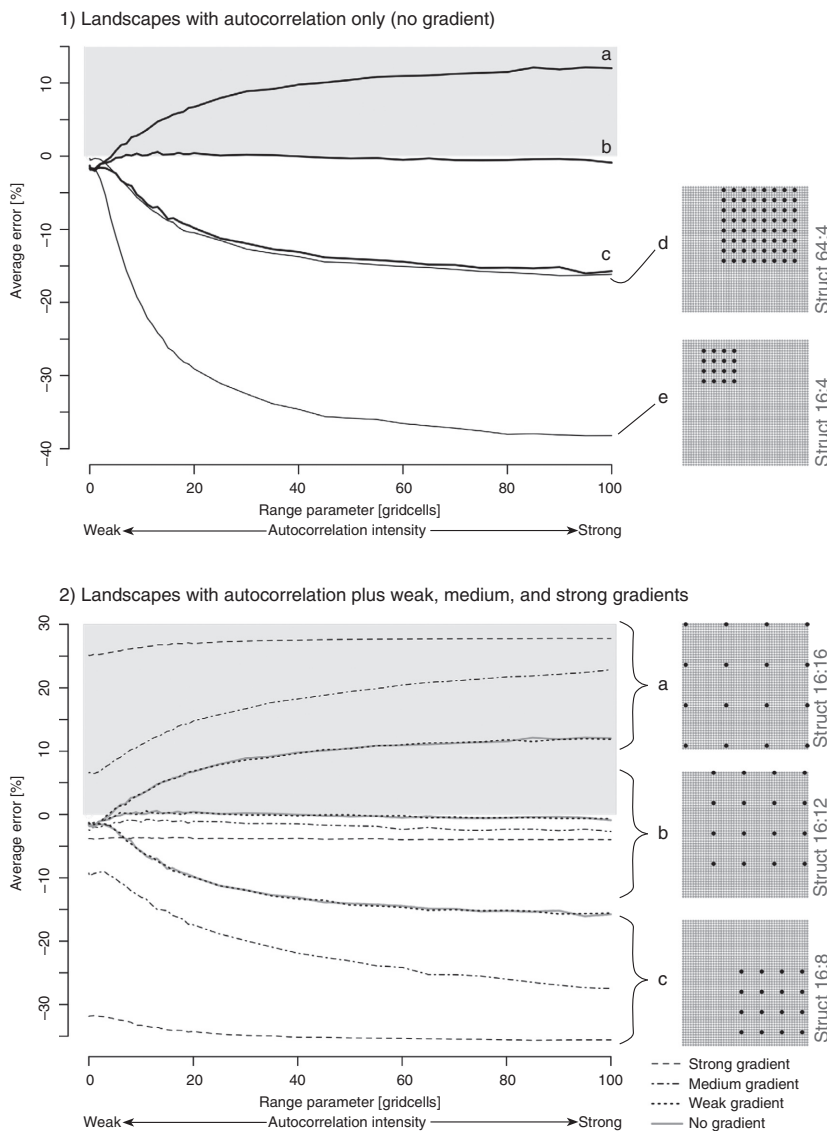 1) Landscapes with autocorrelation only (no gradient)
Average error [%]
10
0
−10
−20
−30
−40
a
b
c
d
e
Struct 64:4
Struct 16:4
0 20 40 60 80 100
Range parameter [gridcells]
Weak Autocorrelation intensity Strong
2) Landscapes with autocorrelation plus weak, medium, and strong gradients
Average error [%]
30
20
10
0
−10
−20
−30
a
b
c
Struct 16:16
Struct 16:12
Struct 16:8
0 20 40 60 80 100
Range parameter [gridcells]
Weak Autocorrelation intensity Strong
Strong gradient
Medium gradient
Weak gradient
No gradient